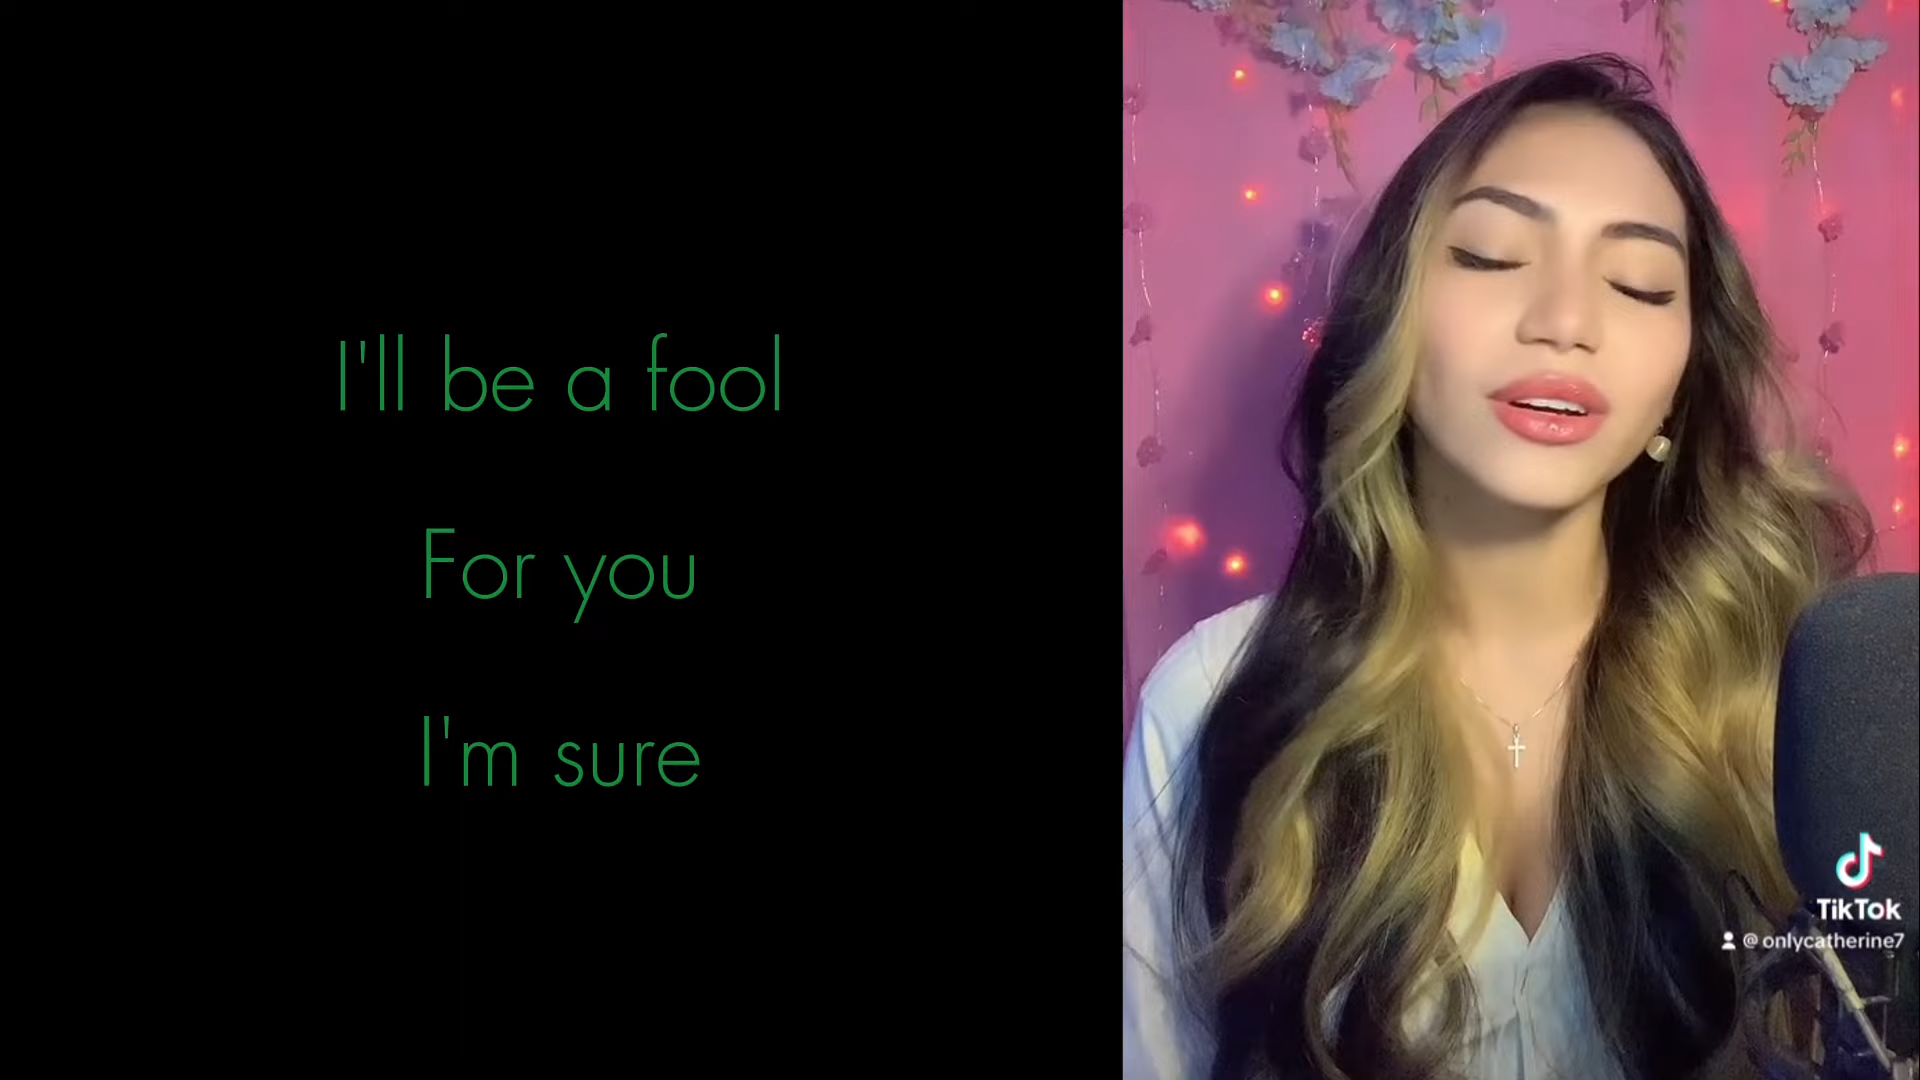 I'll be a fool
For you
I'm sure
TikTok
@ onlycatherine7